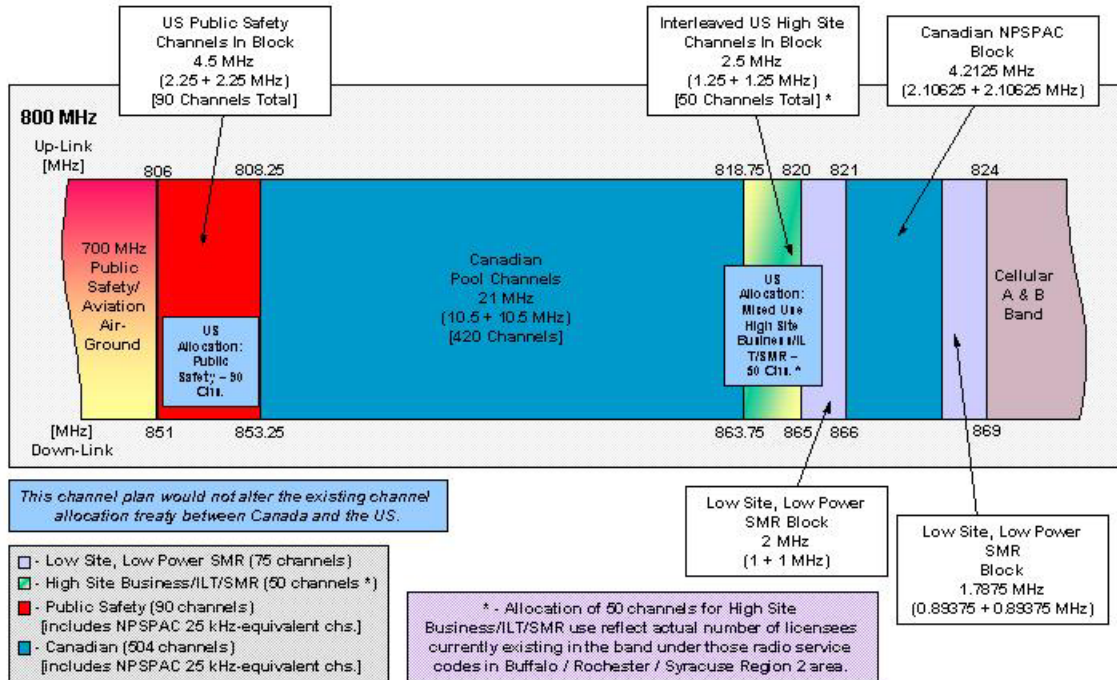 US Public Safety
Channels In Block
4.5 MHz
(2.25 + 2.25 MHz)
[90 Channels Total]
Interleaved US High Site
Channels In Block
2.5 MHz
(1.25 + 1.25 MHz)
[50 Channels Total] *
Canadian NPSPAC
Block
4.2125 MHz
(2.10625 + 2.10625 MHz)
800 MHz
Up-Link
[MHz]
806
808.25
818.75
820
821
824
700 MHz
Public
Safety/
Aviation
Air-
Ground
US
Allocation:
Public
Safety – 90
Chs.
Canadian
Pool Channels
21 MHz
(10.5 + 10.5 MHz)
[420 Channels]
US
Allocation:
Mixed Use
High Site
Business/IL
T/SMR –
50 Chs. *
Cellular
A & B
Band
[MHz]
Down-Link
851
853.25
863.75
865
866
869
This channel plan would not alter the existing channel
allocation treaty between Canada and the US.
Low Site, Low Power
SMR Block
2 MHz
(1 + 1 MHz)
Low Site, Low Power
SMR
Block
1.7875 MHz
(0.89375 + 0.89375 MHz)
- Low Site, Low Power SMR (75 channels)
- High Site Business/ILT/SMR (50 channels *)
- Public Safety (90 channels)
[includes NPSPAC 25 kHz-equivalent chs.]
- Canadian (504 channels)
[includes NPSPAC 25 kHz-equivalent chs.]
* - Allocation of 50 channels for High Site
Business/ILT/SMR use reflect actual number of licensees
currently existing in the band under those radio service
codes in Buffalo / Rochester / Syracuse Region 2 area.